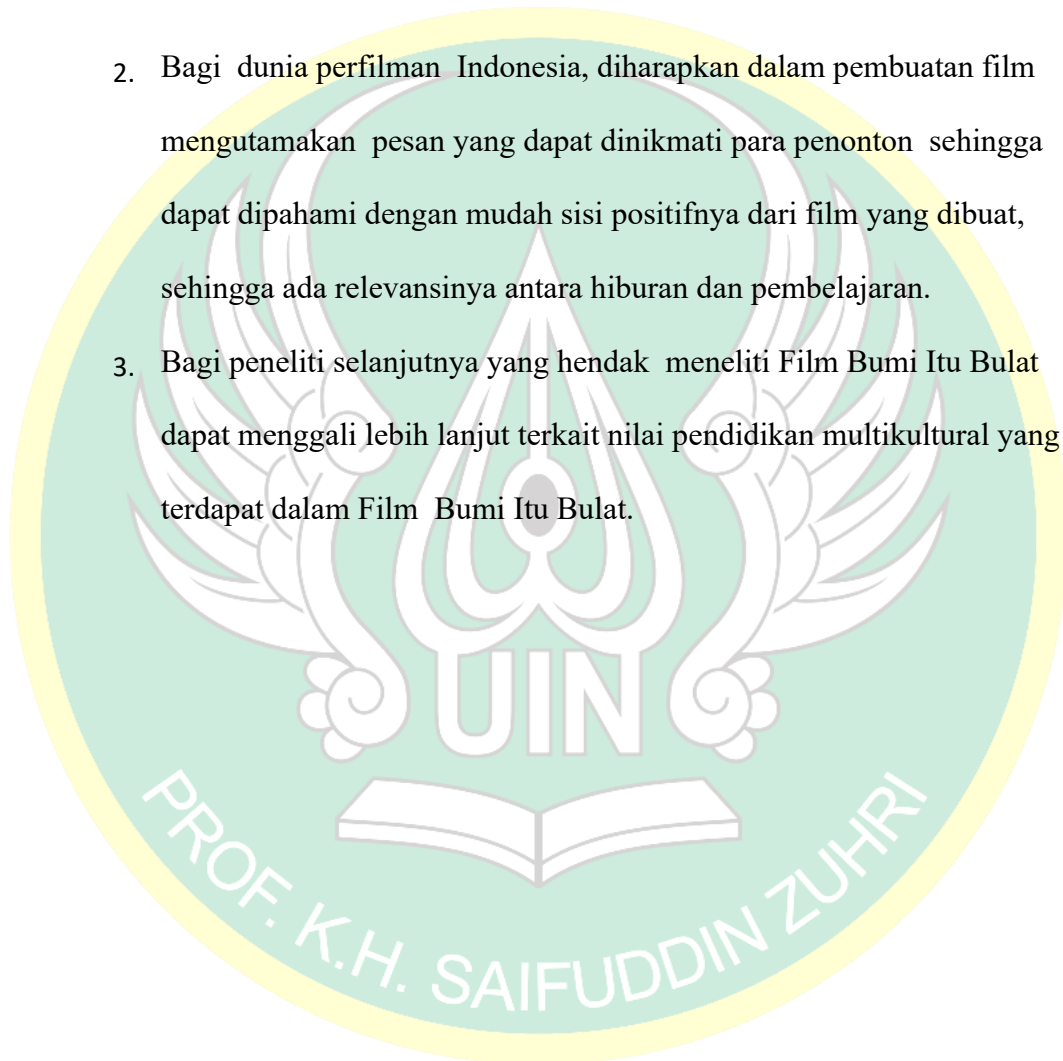 2. Bagi dunia perfilman Indonesia, diharapkan dalam pembuatan film
mengutamakan pesan yang dapat dinikmati para penonton sehingga
dapat dipahami dengan mudah sisi positifnya dari film yang dibuat,
sehingga ada relevansinya antara hiburan dan pembelajaran.
3. Bagi peneliti selanjutnya yang hendak meneliti Film Bumi Itu Bulat
dapat menggali lebih lanjut terkait nilai pendidikan multikultural yang
terdapat dalam Film Bumi Itu Bulat.
UIN
PROF. K.H. SAIFUDDIN ZUHRI